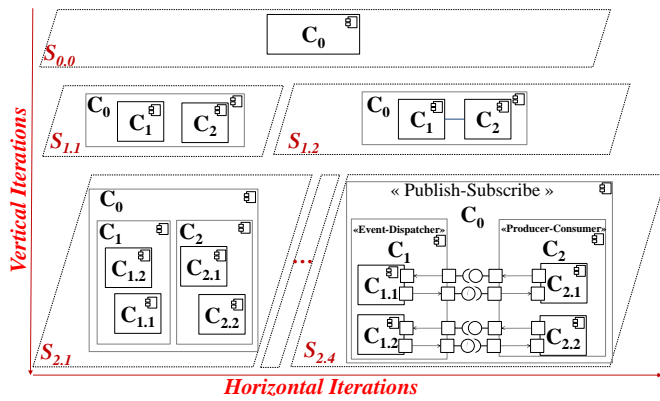 C0
S0.0
C0
C1
C2
S1.1
C0
C1
C2
S1.2
C0
C1
C2
C1.2
C2.1
C1.1
C2.2
S2.1
...
« Publish-Subscribe »
C0
«Event-Dispatcher»
«Producer-Consumer»
C1
C2
C1.1
C2.1
C1.2
C2.2
S2.4
Vertical Iterations
Horizontal Iterations